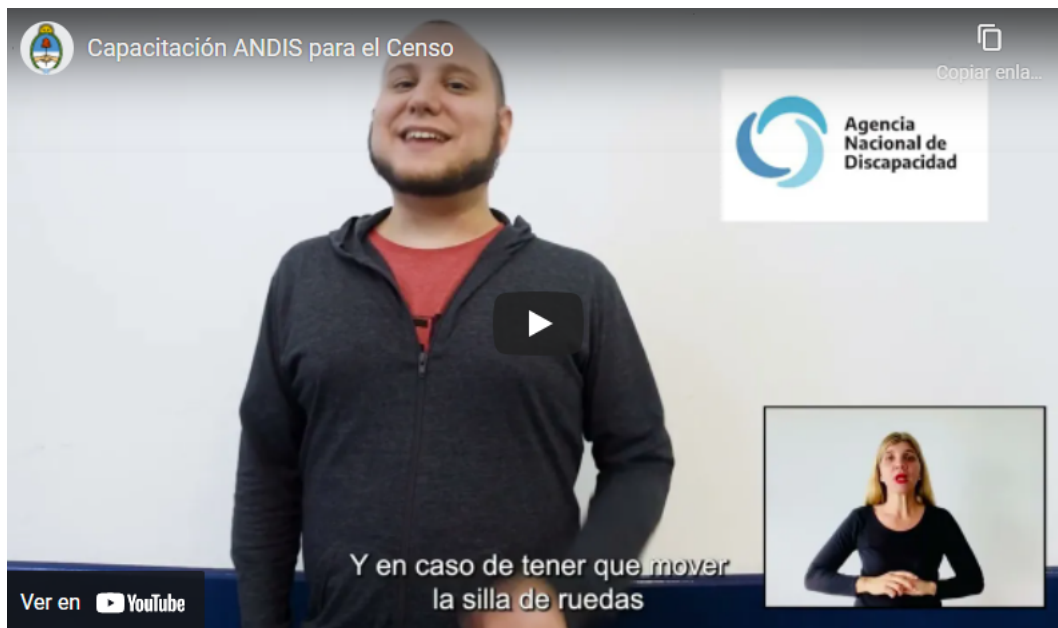 Capacitación ANDIS para el Censo
Copiar enla...
Agencia
Nacional de
Discapacidad
Y en caso de tener que mover
la silla de ruedas
Ver en YouTube